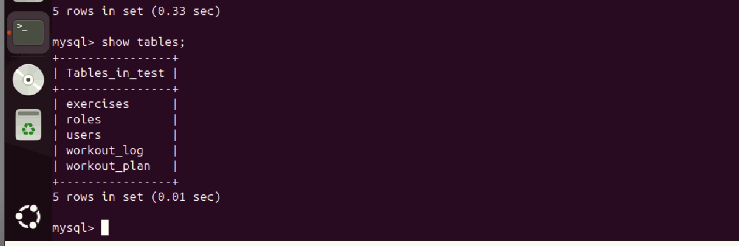 5 rows in set (0.33 sec)
mysql> show tables;
+----------------+
| Tables_in_test |
+----------------+
| exercises      |
| roles          |
| users          |
| workout_log    |
| workout_plan   |
+----------------+
5 rows in set (0.01 sec)
mysql>